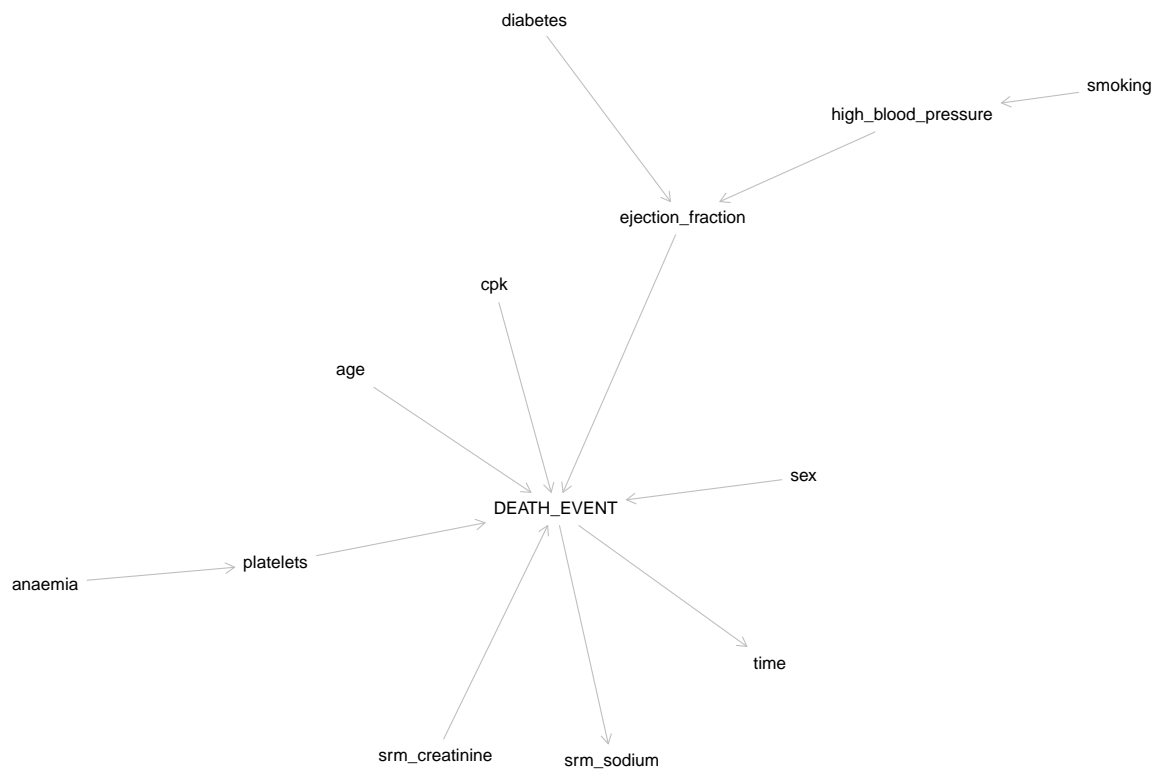 diabetes
smoking
high_blood_pressure
ejection_fraction
cpk
age
sex
DEATH_EVENT
platelets
anaemia
time
srm_creatinine
srm_sodium